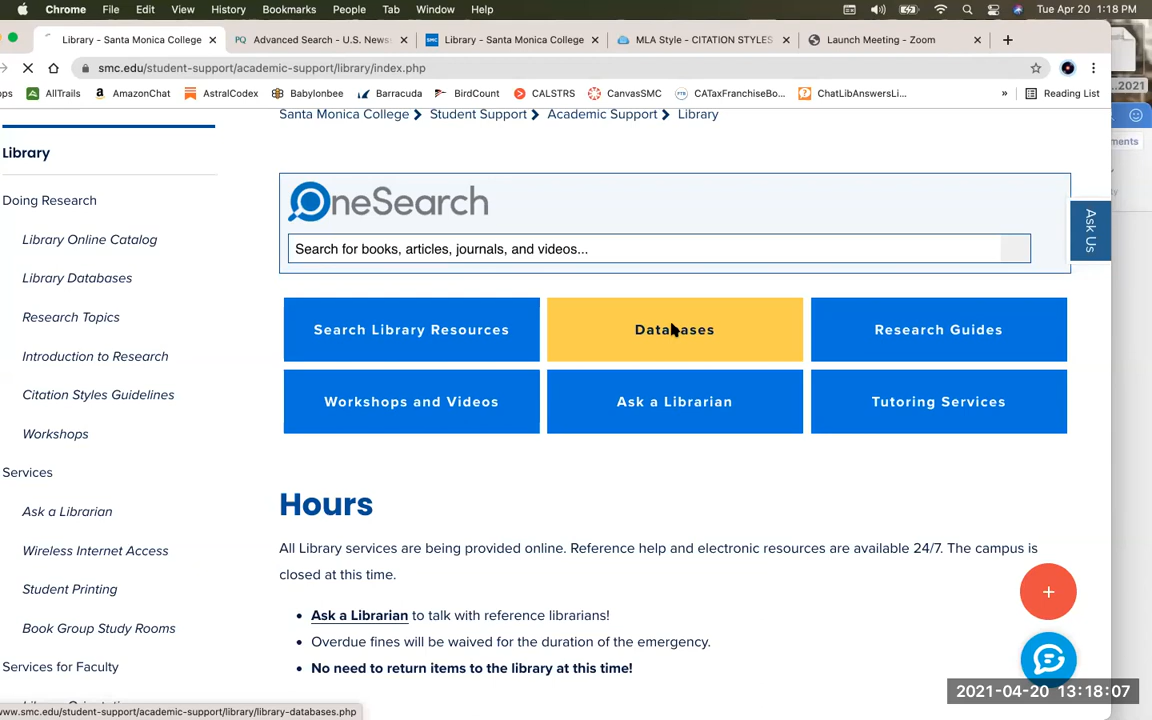 Chrome File Edit View History Bookmarks People Tab Window Help Tue Apr 20 1:18 PM
Library - Santa Monica College × Advanced Search - U.S. News × Library - Santa Monica College × MLA Style - CITATION STYLES × Launch Meeting - Zoom × +
smc.edu/student-support/academic-support/library/index.php
AllTrails AmazonChat AstralCodex Babylonbee Barracuda BirdCount CALSTRS CanvasSMC CATaxFranchiseBo... ChatLibAnswersLi... » Reading List
...2021
ments
Santa Monica College Student Support Academic Support Library
Library
OneSearch
Search for books, articles, journals, and videos...
Ask Us
Doing Research
Library Online Catalog
Library Databases
Research Topics
Introduction to Research
Citation Styles Guidelines
Workshops
Services
Ask a Librarian
Wireless Internet Access
Student Printing
Book Group Study Rooms
Services for Faculty
Search Library Resources Databases Research Guides
Workshops and Videos Ask a Librarian Tutoring Services
Hours
All Library services are being provided online. Reference help and electronic resources are available 24/7. The campus is
closed at this time.
• Ask a Librarian to talk with reference librarians!
• Overdue fines will be waived for the duration of the emergency.
• No need to return items to the library at this time!
www.smc.edu/student-support/academic-support/library/library-databases.php
2021-04-20 13:18:07